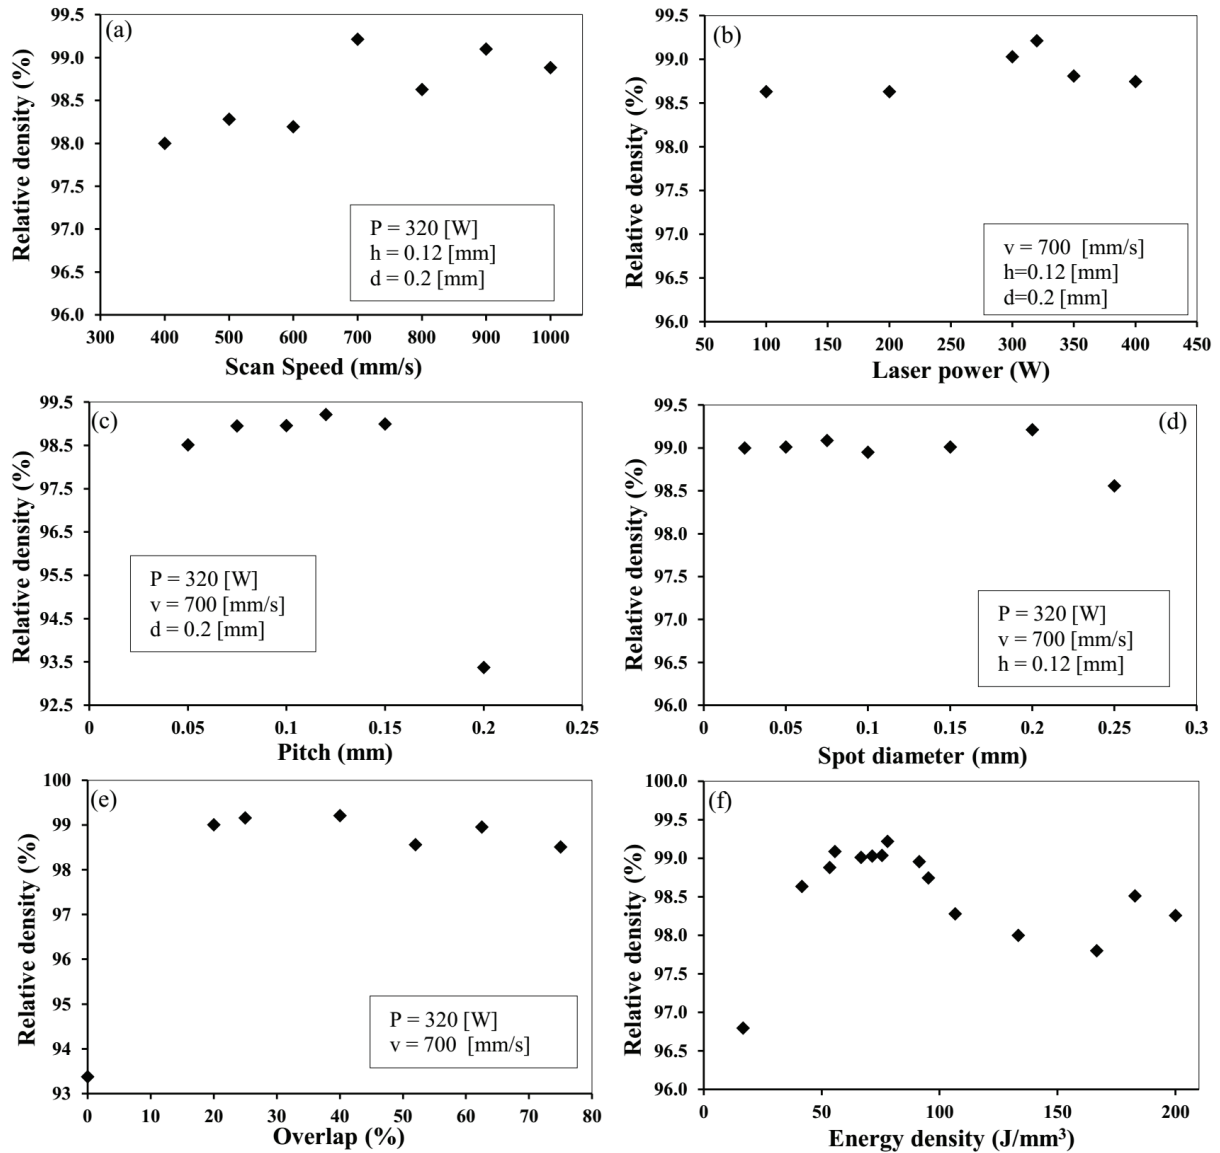 (a)
Relative density (%)
99.5
99.0
98.5
98.0
97.5
97.0
96.5
96.0
P = 320 [W]
h = 0.12 [mm]
d = 0.2 [mm]
300 400 500 600 700 800 900 1000
Scan Speed (mm/s)
(b)
Relative density (%)
99.5
99.0
98.5
98.0
97.5
97.0
96.5
96.0
v = 700 [mm/s]
h=0.12 [mm]
d=0.2 [mm]
50 100 150 200 250 300 350 400 450
Laser power (W)
(c)
Relative density (%)
99.5
98.5
97.5
96.5
95.5
94.5
93.5
92.5
P = 320 [W]
v = 700 [mm/s]
d = 0.2 [mm]
0 0.05 0.1 0.15 0.2 0.25
Pitch (mm)
(d)
Relative density (%)
99.5
99.0
98.5
98.0
97.5
97.0
96.5
96.0
P = 320 [W]
v = 700 [mm/s]
h = 0.12 [mm]
0 0.05 0.1 0.15 0.2 0.25 0.3
Spot diameter (mm)
(e)
Relative density (%)
100
99
98
97
96
95
94
93
P = 320 [W]
v = 700 [mm/s]
0 10 20 30 40 50 60 70 80
Overlap (%)
(f)
Relative density (%)
100.0
99.5
99.0
98.5
98.0
97.5
97.0
96.5
96.0
0 50 100 150 200
Energy density (J/mm³)